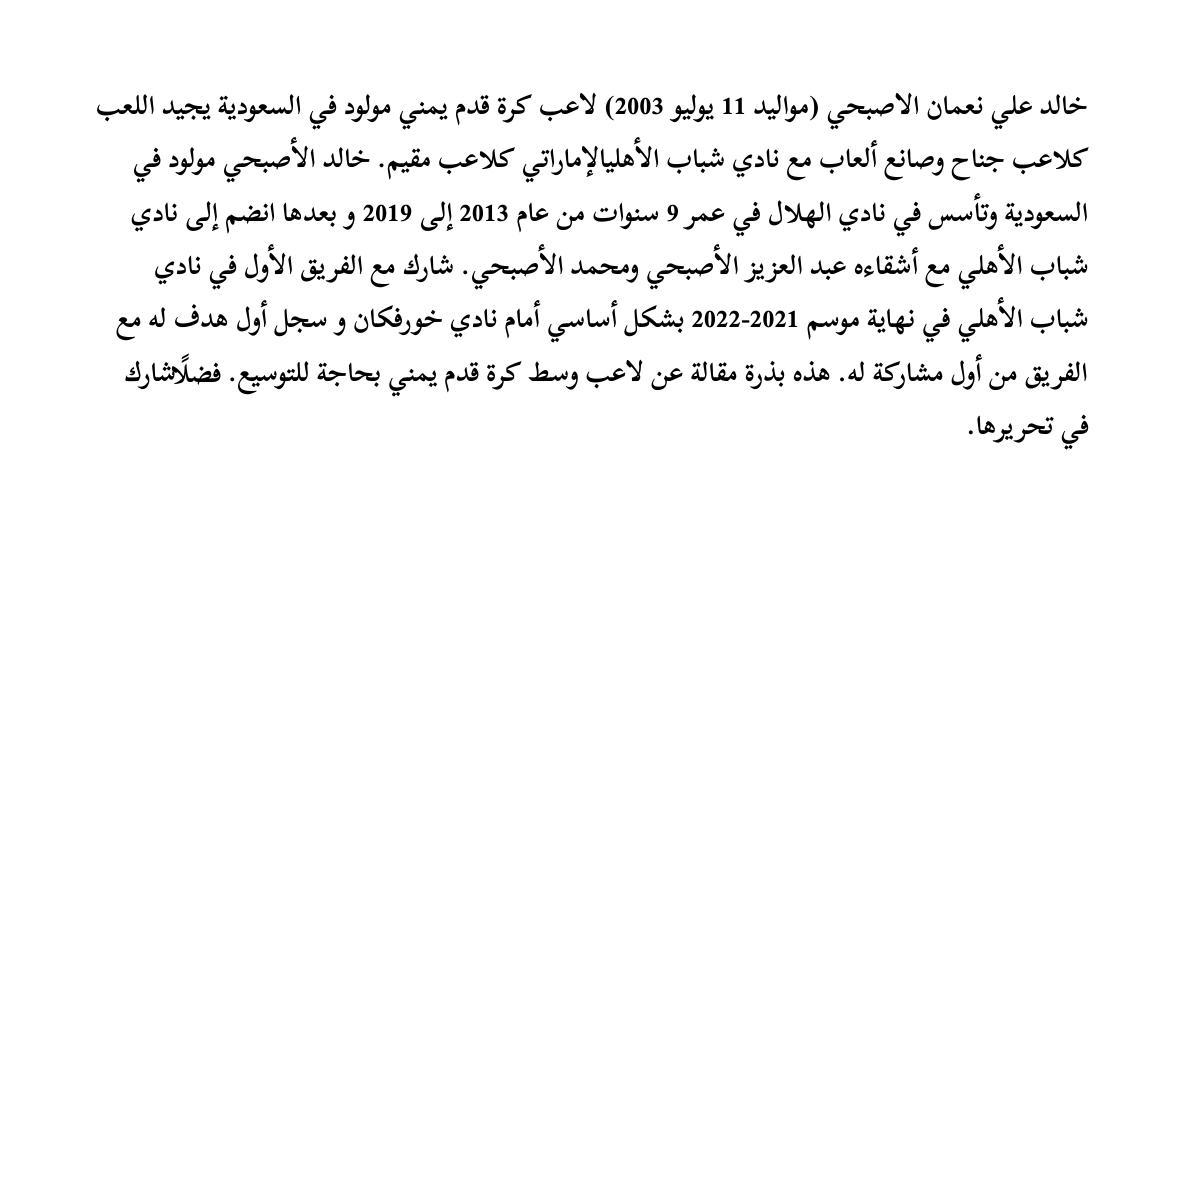 خالد علي نعمان الاصبحي (مواليد 11 يوليو 2003) لاعب كرة قدم يمني مولود في السعودية يجيد اللعب
كلاعب جناح وصانع ألعاب مع نادي شباب الأهليالإماراتي كلاعب مقيم. خالد الأصبحي مولود في
السعودية وتأسس في نادي الهلال في عمر 9 سنوات من عام 2013 إلى 2019 و بعدها انضم إلى نادي
شباب الأهلي مع أشقاءه عبد العزيز الأصبحي ومحمد الأصبحي. شارك مع الفريق الأول في نادي
شباب الأهلي في نهاية موسم 2021-2022 بشكل أساسي أمام نادي خورفكان و سجل أول هدف له مع
الفريق من أول مشاركة له. هذه بذرة مقالة عن لاعب وسط كرة قدم يمني بحاجة للتوسيع. فضلًاشارك
في تحريرها.